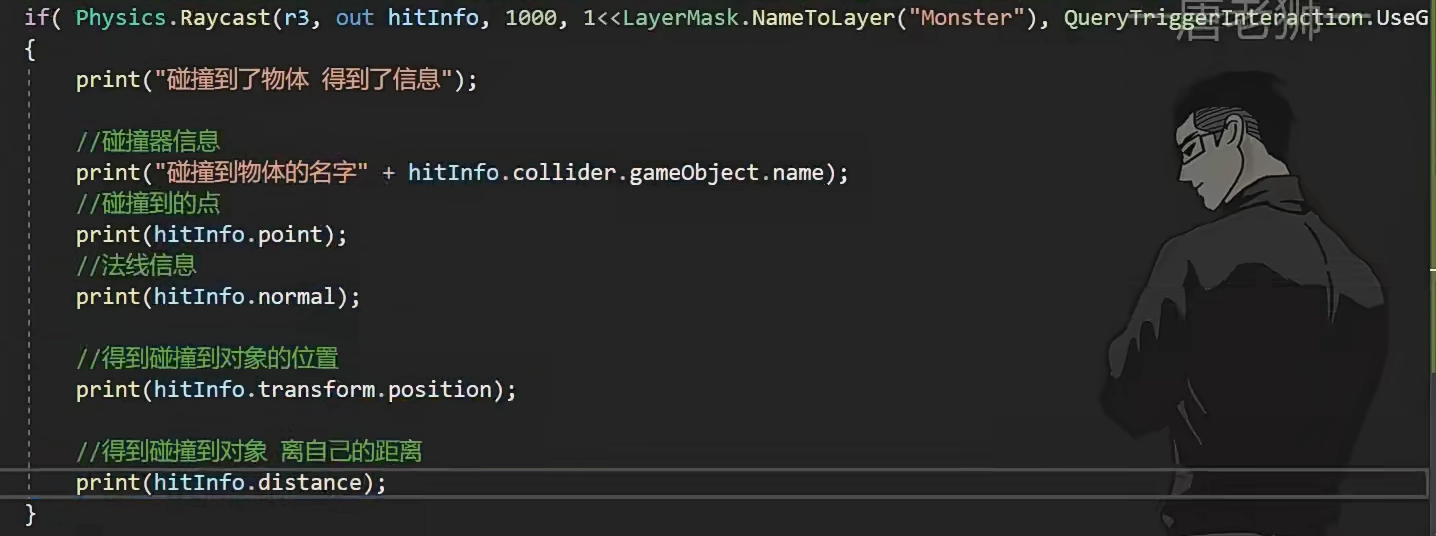 if( Physics.Raycast(r3, out hitInfo, 1000, 1<<LayerMask.NameToLayer("Monster"), QueryTriggerInteraction.UseG
唐老狮
{
print("碰撞到了物体 得到了信息");
//碰撞器信息
print("碰撞到物体的名字" + hitInfo.collider.gameObject.name);
//碰撞到的点
print(hitInfo.point);
//法线信息
print(hitInfo.normal);
//得到碰撞到对象的位置
print(hitInfo.transform.position);
//得到碰撞到对象 离自己的距离
print(hitInfo.distance);
}